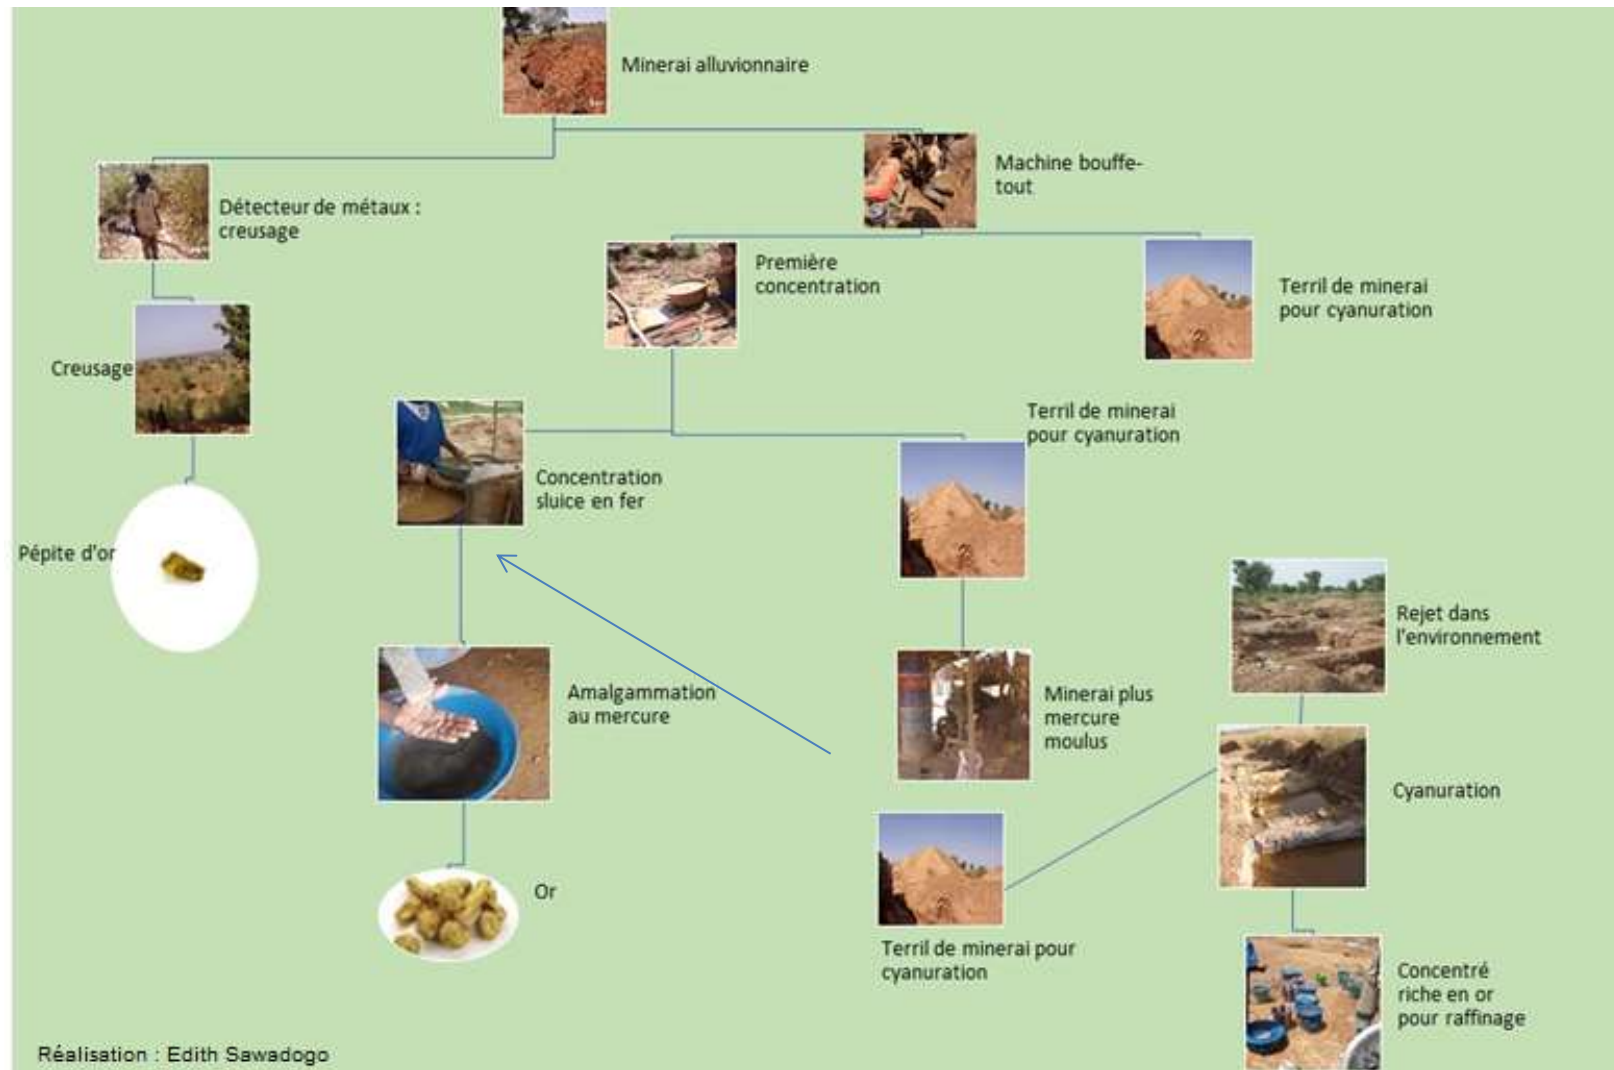 Minerai alluvionnaire
Machine bouffe-
tout
Détecteur de métaux :
creusage
Première
concentration
Terril de minerai
pour cyanuration
Creusage
Terril de minerai
pour cyanuration
Concentration
sluice en fer
Pépite d'or
Rejet dans
l'environnement
Amalgammation
au mercure
Minerai plus
mercure
moulus
Cyanuration
Or
Terril de minerai pour
cyanuration
Concentré
riche en or
pour raffinage
Réalisation : Edith Sawadogo